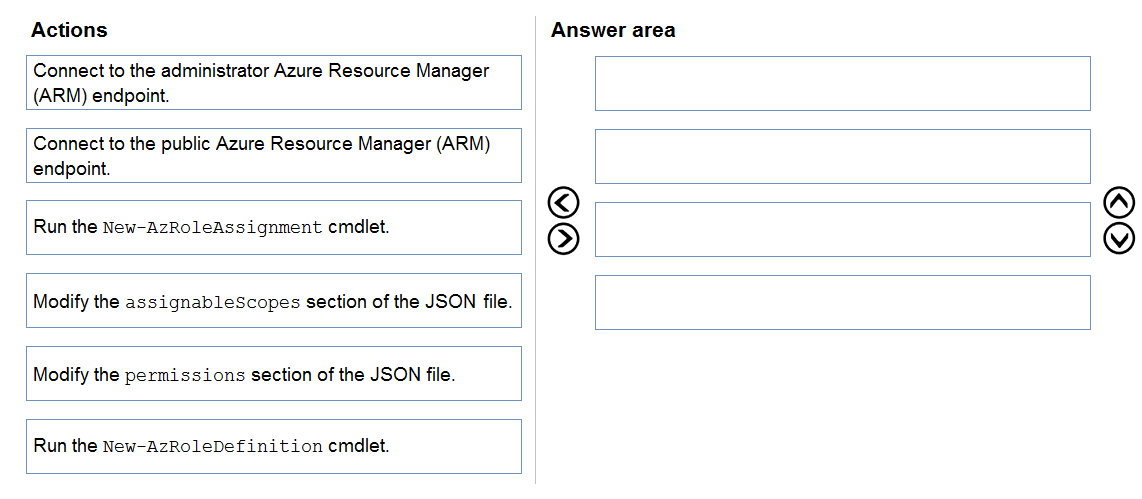 Actions
Connect to the administrator Azure Resource Manager
(ARM) endpoint.
Connect to the public Azure Resource Manager (ARM)
endpoint.
Run the New-AzRoleAssignment cmdlet.
Modify the assignableScopes section of the JSON file.
Modify the permissions section of the JSON file.
Run the New-AzRoleDefinition cmdlet.
Answer area